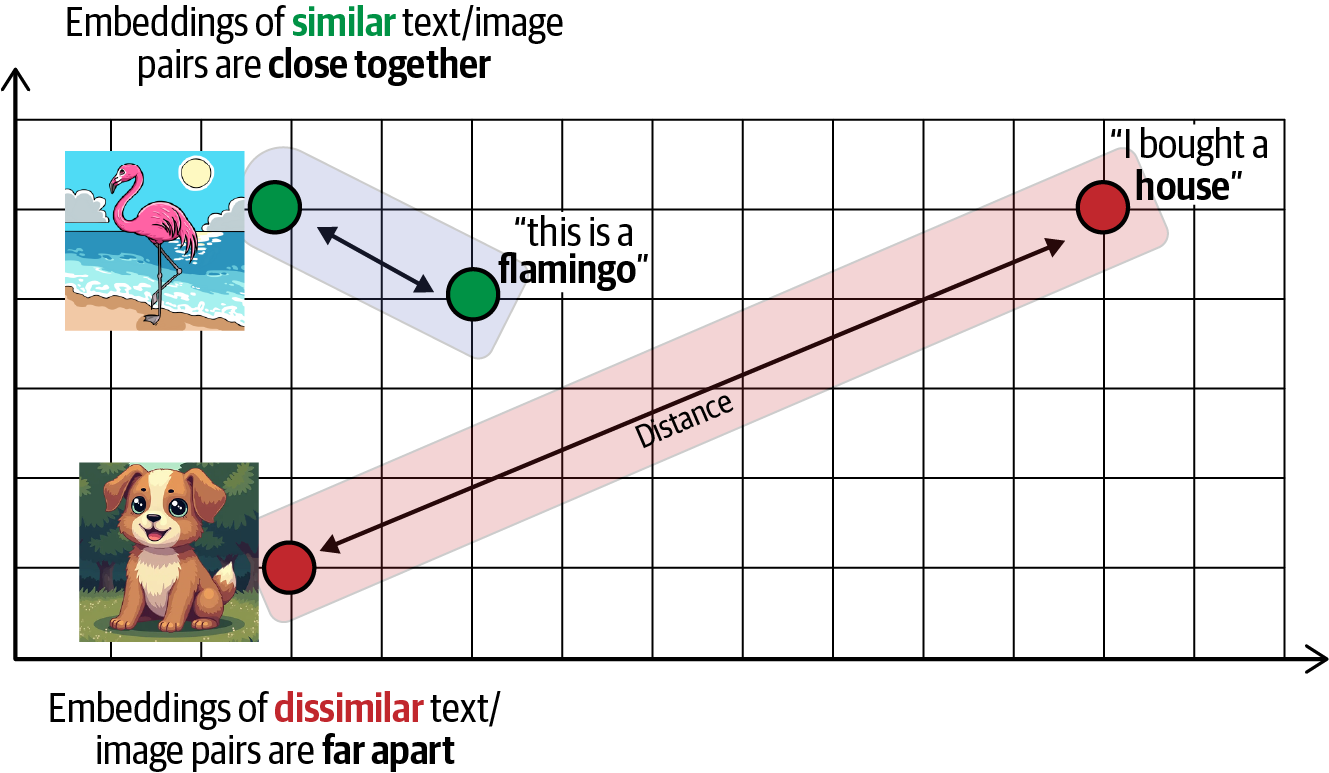 Embeddings of similar text/image
pairs are close together
“I bought a
house”
“this is a
flamingo”
Distance
Embeddings of dissimilar text/
image pairs are far apart